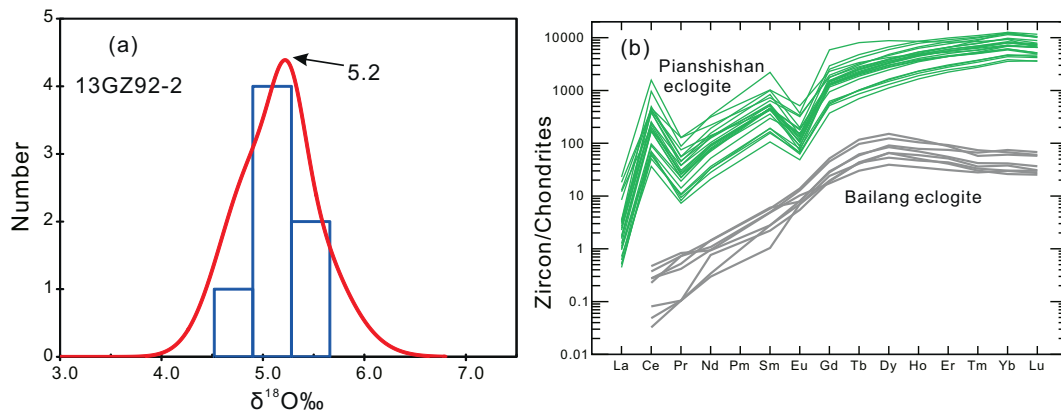 (a)
13GZ92-2
5.2
Number
5
4
3
2
1
0
3.0 4.0 5.0 6.0 7.0
δ¹⁸O‰
(b)
Pianshishan
eclogite
Bailang eclogite
Zircon/Chondrites
10000
1000
100
10
1
0.1
0.01
La Ce Pr Nd Pm Sm Eu Gd Tb Dy Ho Er Tm Yb Lu